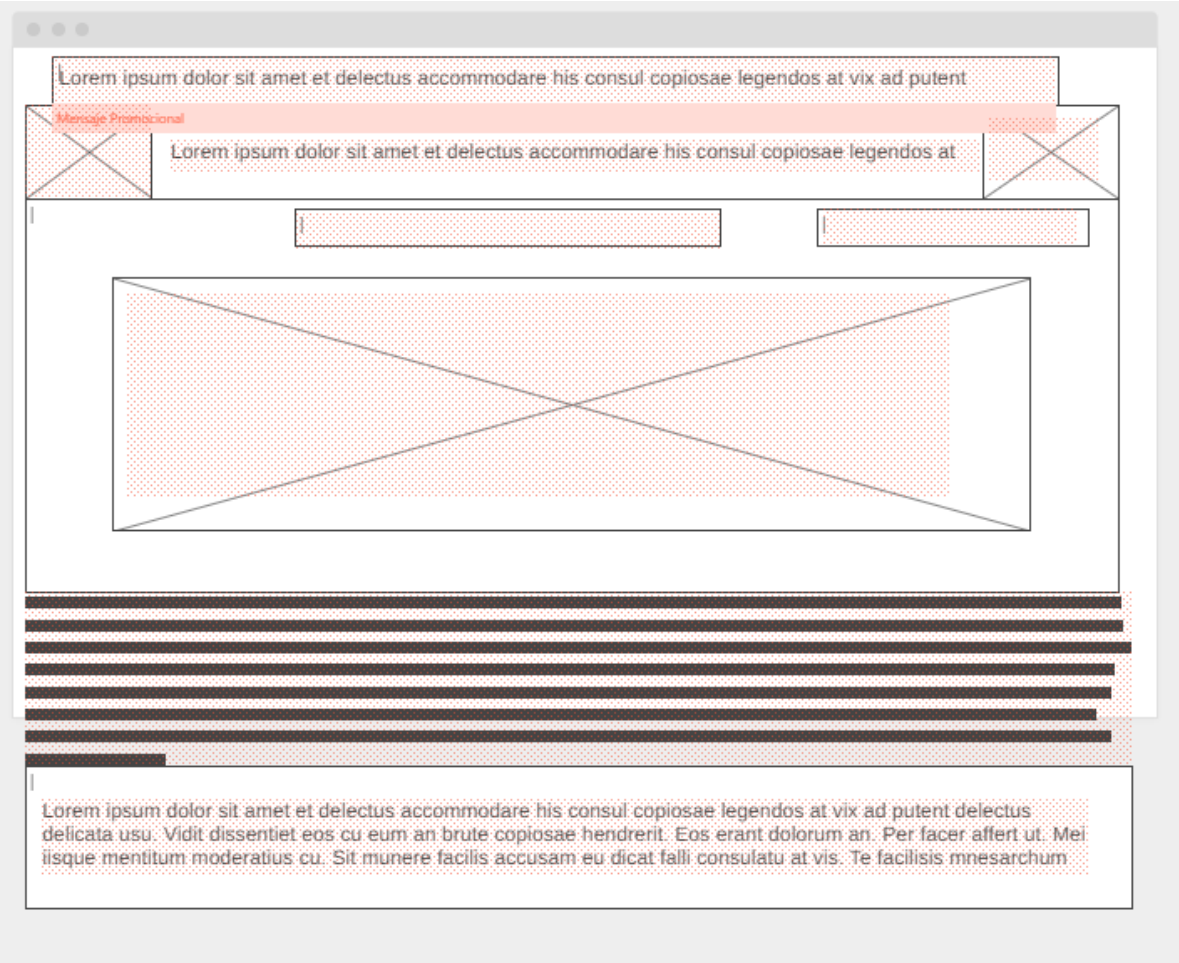 Lorem ipsum dolor sit amet et delectus accommodare his consul copiosae legendos at vix ad putent
Mensaje Promocional
Lorem ipsum dolor sit amet et delectus accommodare his consul copiosae legendos at
Lorem ipsum dolor sit amet et delectus accommodare his consul copiosae legendos at vix ad putent delectus
delicata usu. Vidit dissentiet eos cu eum an brute copiosae hendrerit. Eos erant dolorum an. Per facer affert ut. Mei
iisque mentitum moderatius cu. Sit munere facilis accusam eu dicat falli consulatu at vis. Te facilisis mnesarchum